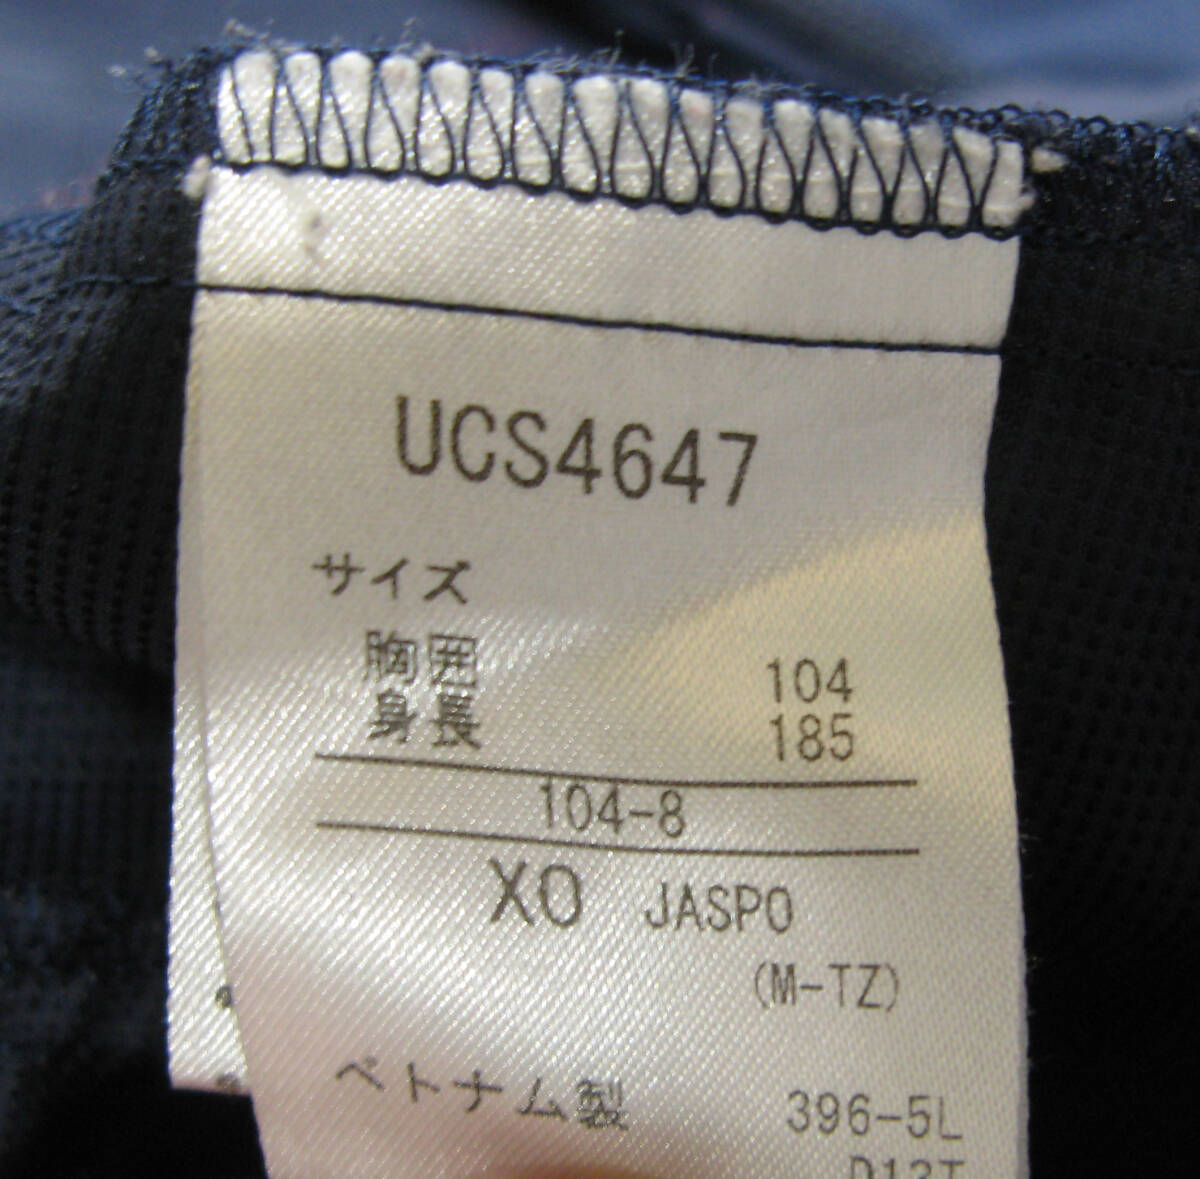 UCS4647
サイズ
胸囲 104
身長 185
104-8
XO JASPO
(M-TZ)
ベトナム製 396-5L